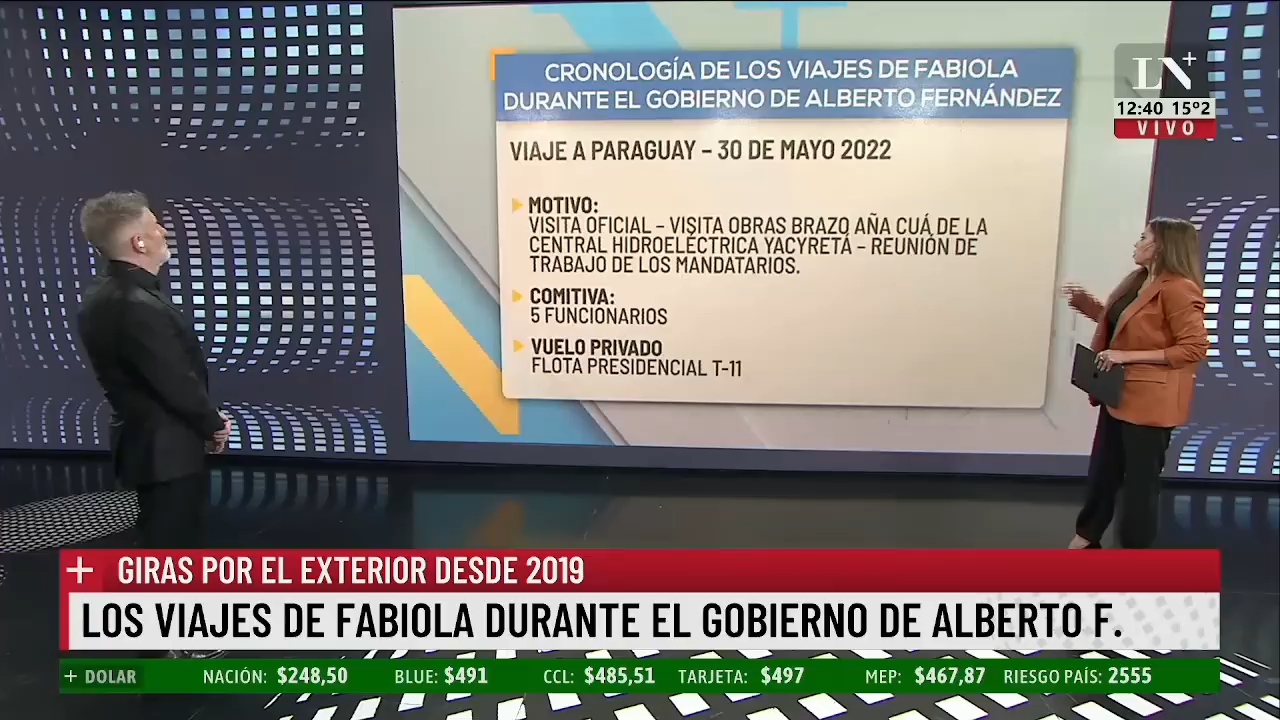 CRONOLOGÍA DE LOS VIAJES DE FABIOLA
DURANTE EL GOBIERNO DE ALBERTO FERNÁNDEZ
LN+
12:40 15°2
VIVO
VIAJE A PARAGUAY – 30 DE MAYO 2022
MOTIVO:
VISITA OFICIAL – VISITA OBRAS BRAZO AÑA CUÁ DE LA
CENTRAL HIDROELÉCTRICA YACYRETÁ – REUNIÓN DE
TRABAJO DE LOS MANDATARIOS.
COMITIVA:
5 FUNCIONARIOS
VUELO PRIVADO
FLOTA PRESIDENCIAL T-11
+ GIRAS POR EL EXTERIOR DESDE 2019
LOS VIAJES DE FABIOLA DURANTE EL GOBIERNO DE ALBERTO F.
+ DOLAR NACIÓN: $248,50 BLUE: $491 CCL: $485,51 TARJETA: $497 MEP: $467,87 RIESGO PAÍS: 2555